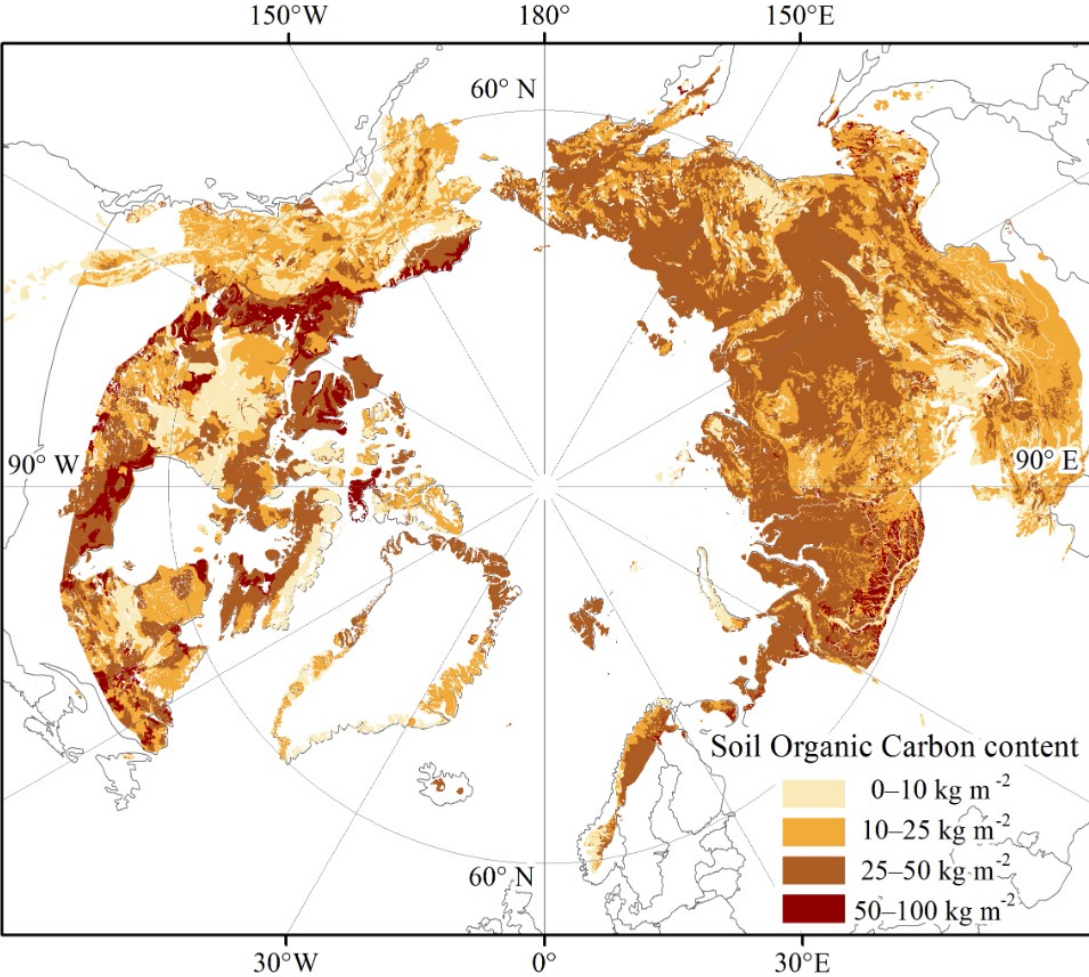 150°W 180° 150°E
60° N
90° W
90° E
Soil Organic Carbon content
0–10 kg m⁻²
10–25 kg m⁻²
25–50 kg m⁻²
50–100 kg m⁻²
60° N
30°W 0° 30°E